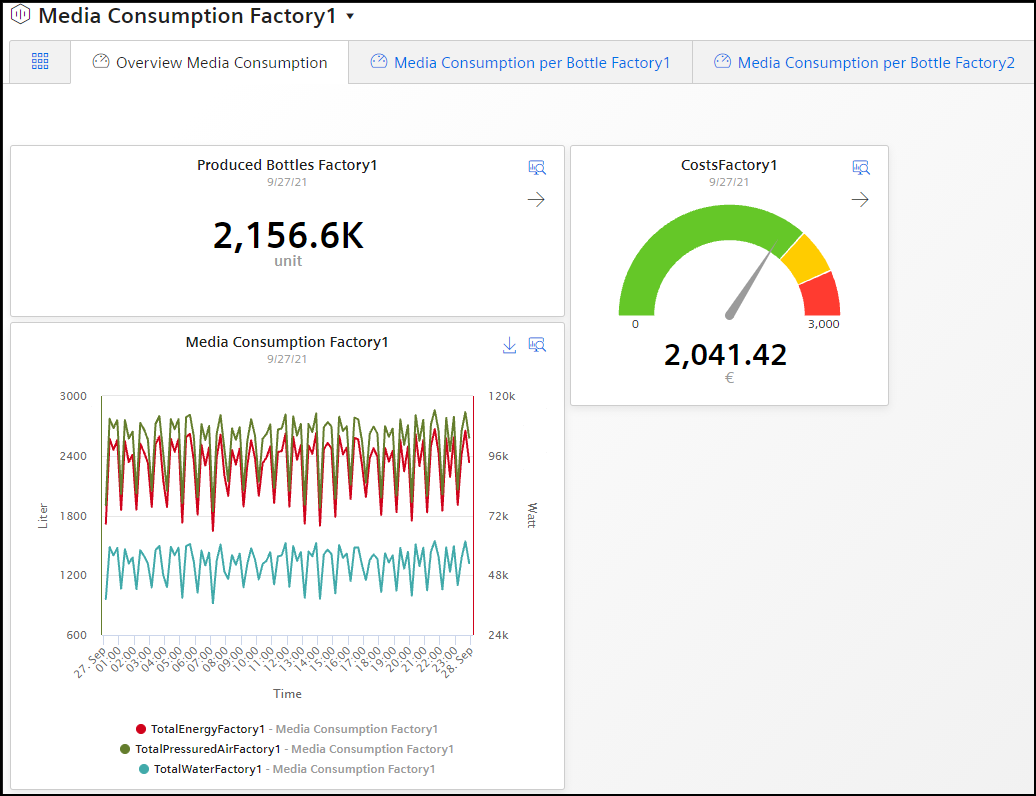 Media Consumption Factory1
Overview Media Consumption
Media Consumption per Bottle Factory1
Media Consumption per Bottle Factory2
Produced Bottles Factory1
9/27/21
2,156.6K
unit
CostsFactory1
9/27/21
0
3,000
2,041.42
€
Media Consumption Factory1
9/27/21
3000
2400
1800
1200
600
Liter
120k
96k
72k
48k
24k
Watt
27. Sep
01:00
02:00
03:00
04:00
05:00
06:00
07:00
08:00
09:00
10:00
11:00
12:00
13:00
14:00
15:00
16:00
17:00
18:00
19:00
20:00
21:00
22:00
23:00
28. Sep
Time
TotalEnergyFactory1 - Media Consumption Factory1
TotalPressuredAirFactory1 - Media Consumption Factory1
TotalWaterFactory1 - Media Consumption Factory1